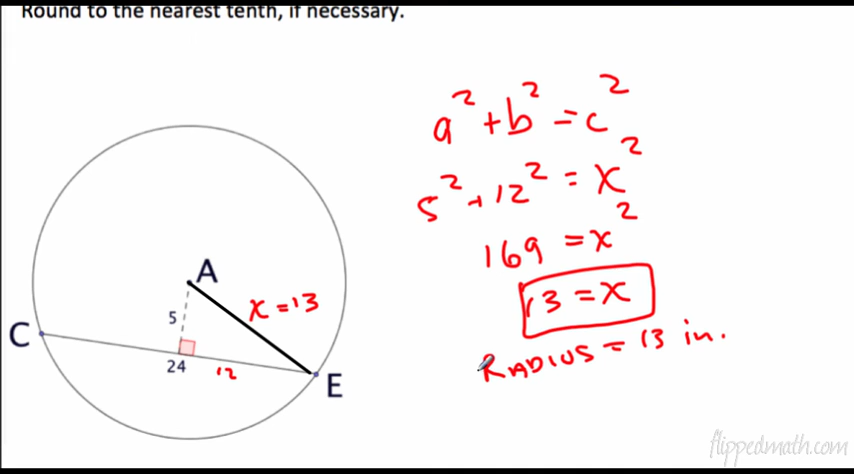 Round to the nearest tenth, if necessary.
a² + b² = c²
5² + 12² = x²
169 = x²
13 = x
RADIUS = 13 in.
A
5
x = 13
C
24
12
E
flippedmath.com